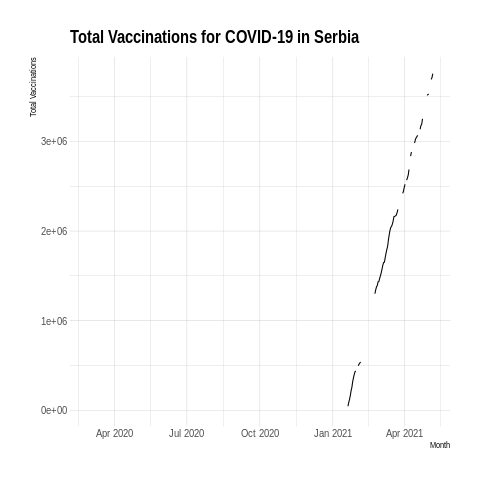 Total Vaccinations for COVID-19 in Serbia
Total Vaccinations
3e+06
2e+06
1e+06
0e+00
Apr 2020 Jul 2020 Oct 2020 Jan 2021 Apr 2021
Month